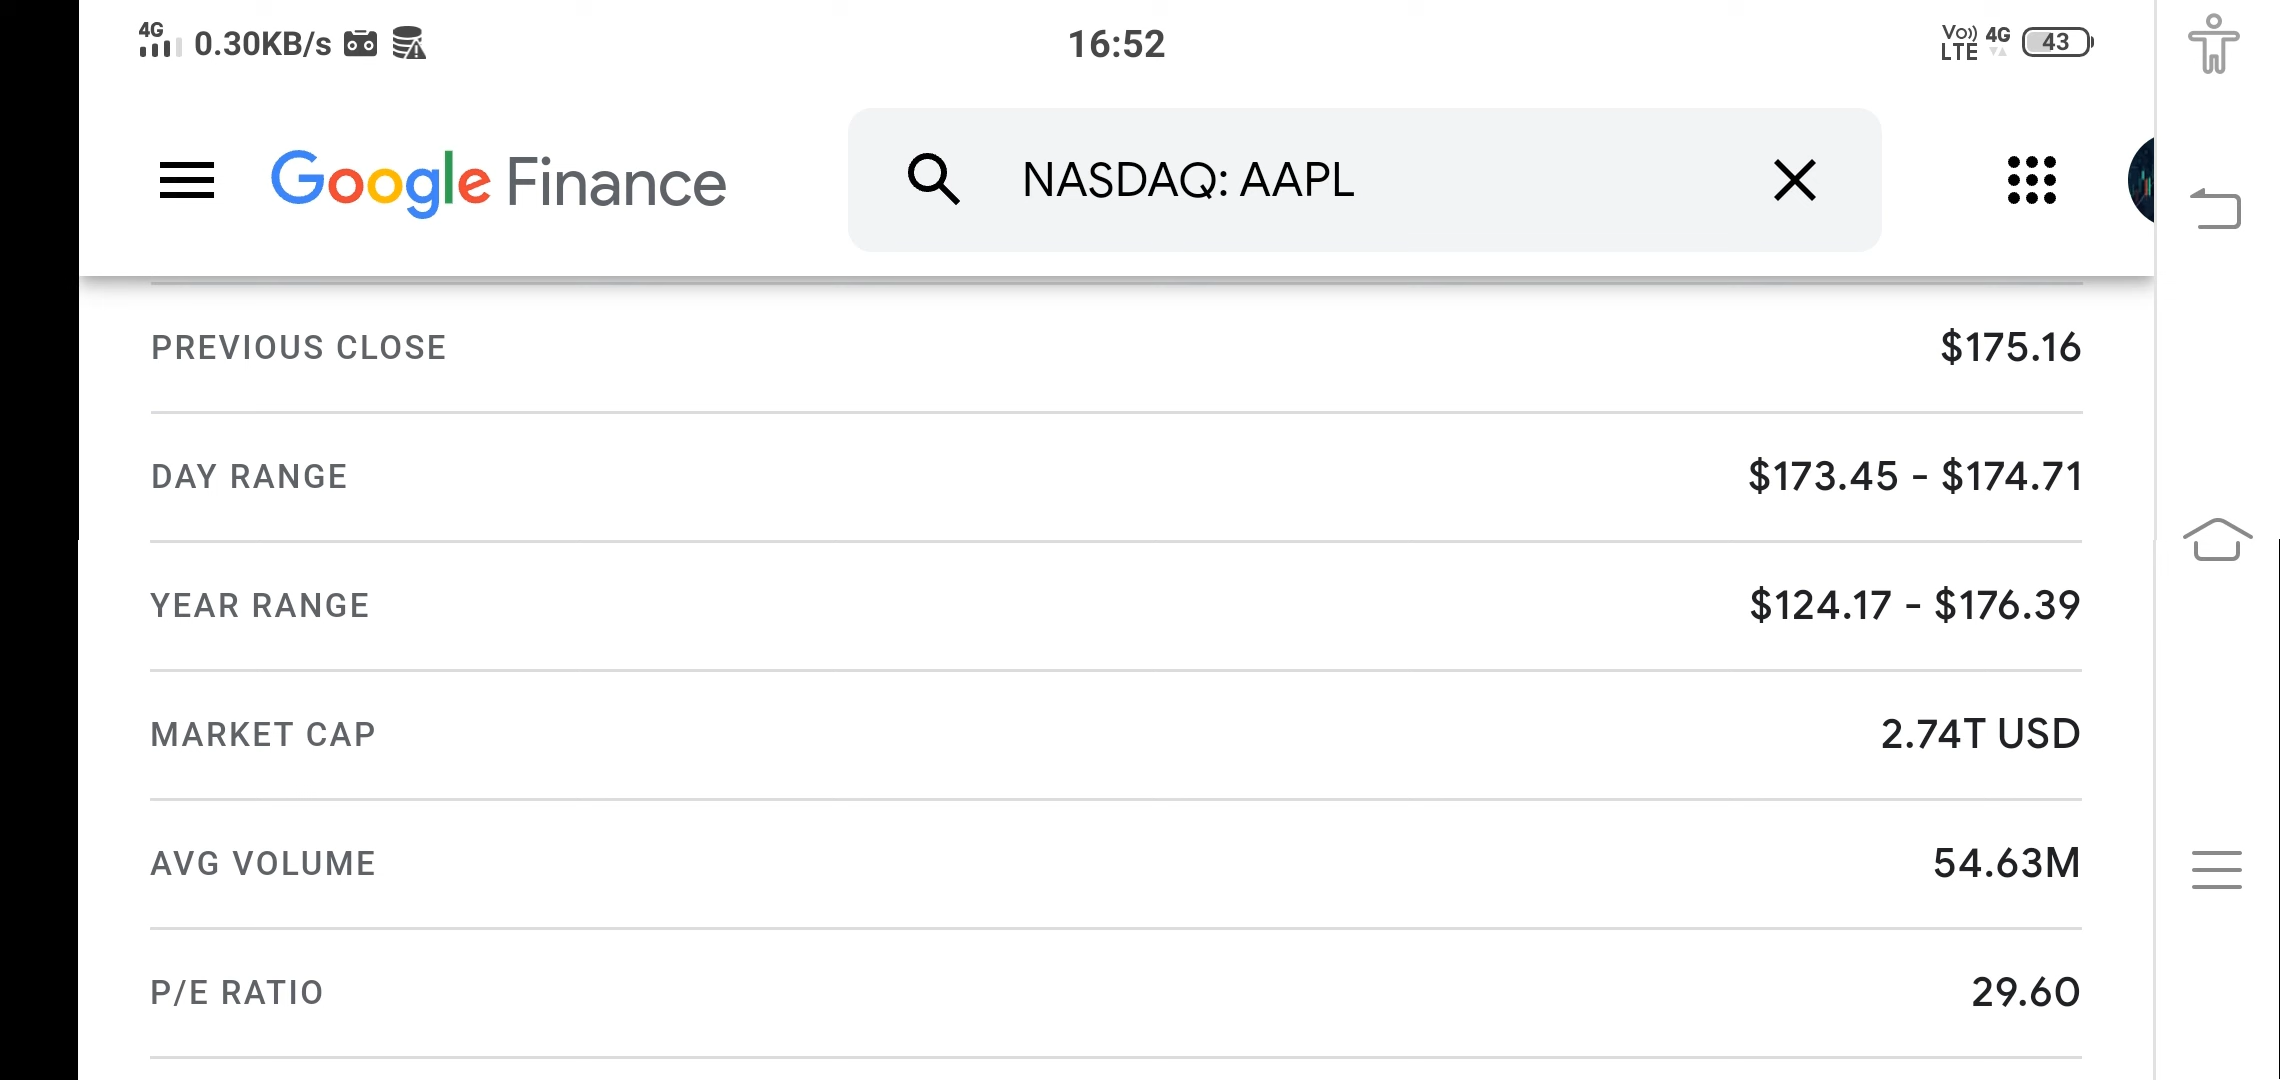 4G 0.30KB/s 16:52 Vo)) LTE 4G 43
Google Finance NASDAQ: AAPL
PREVIOUS CLOSE $175.16
DAY RANGE $173.45 - $174.71
YEAR RANGE $124.17 - $176.39
MARKET CAP 2.74T USD
AVG VOLUME 54.63M
P/E RATIO 29.60